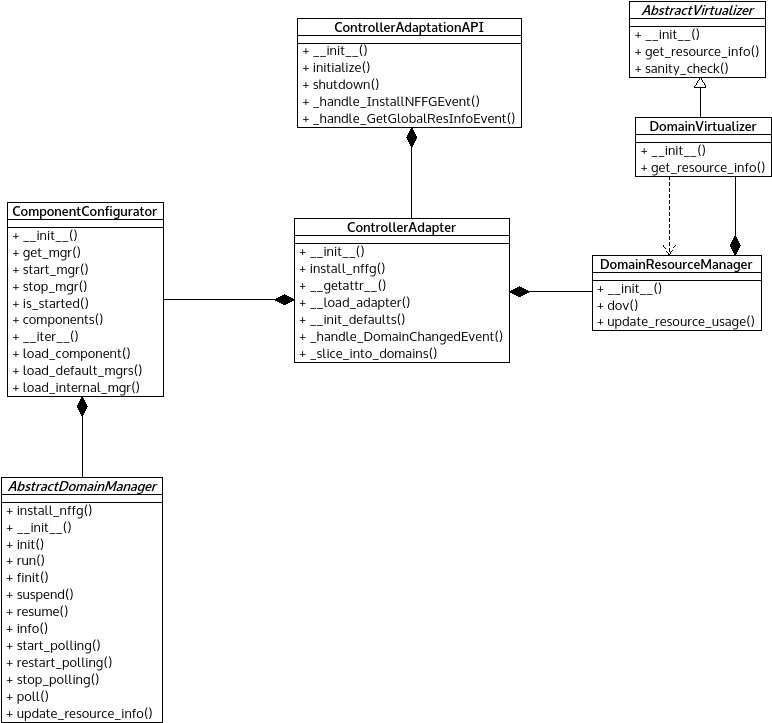 ControllerAdaptationAPI
+ __init__()
+ initialize()
+ shutdown()
+ _handle_InstallNFFGEvent()
+ _handle_GetGlobalResInfoEvent()
AbstractVirtualizer
+ __init__()
+ get_resource_info()
+ sanity_check()
DomainVirtualizer
+ __init__()
+ get_resource_info()
ComponentConfigurator
+ __init__()
+ get_mgr()
+ start_mgr()
+ stop_mgr()
+ is_started()
+ components()
+ __iter__()
+ load_component()
+ load_default_mgrs()
+ load_internal_mgr()
ControllerAdapter
+ __init__()
+ install_nffg()
+ __getattr__()
+ __load_adapter()
+ __init_defaults()
+ _handle_DomainChangedEvent()
+ _slice_into_domains()
DomainResourceManager
+ __init__()
+ dov()
+ update_resource_usage()
AbstractDomainManager
+ install_nffg()
+ __init__()
+ init()
+ run()
+ finit()
+ suspend()
+ resume()
+ info()
+ start_polling()
+ restart_polling()
+ stop_polling()
+ poll()
+ update_resource_info()